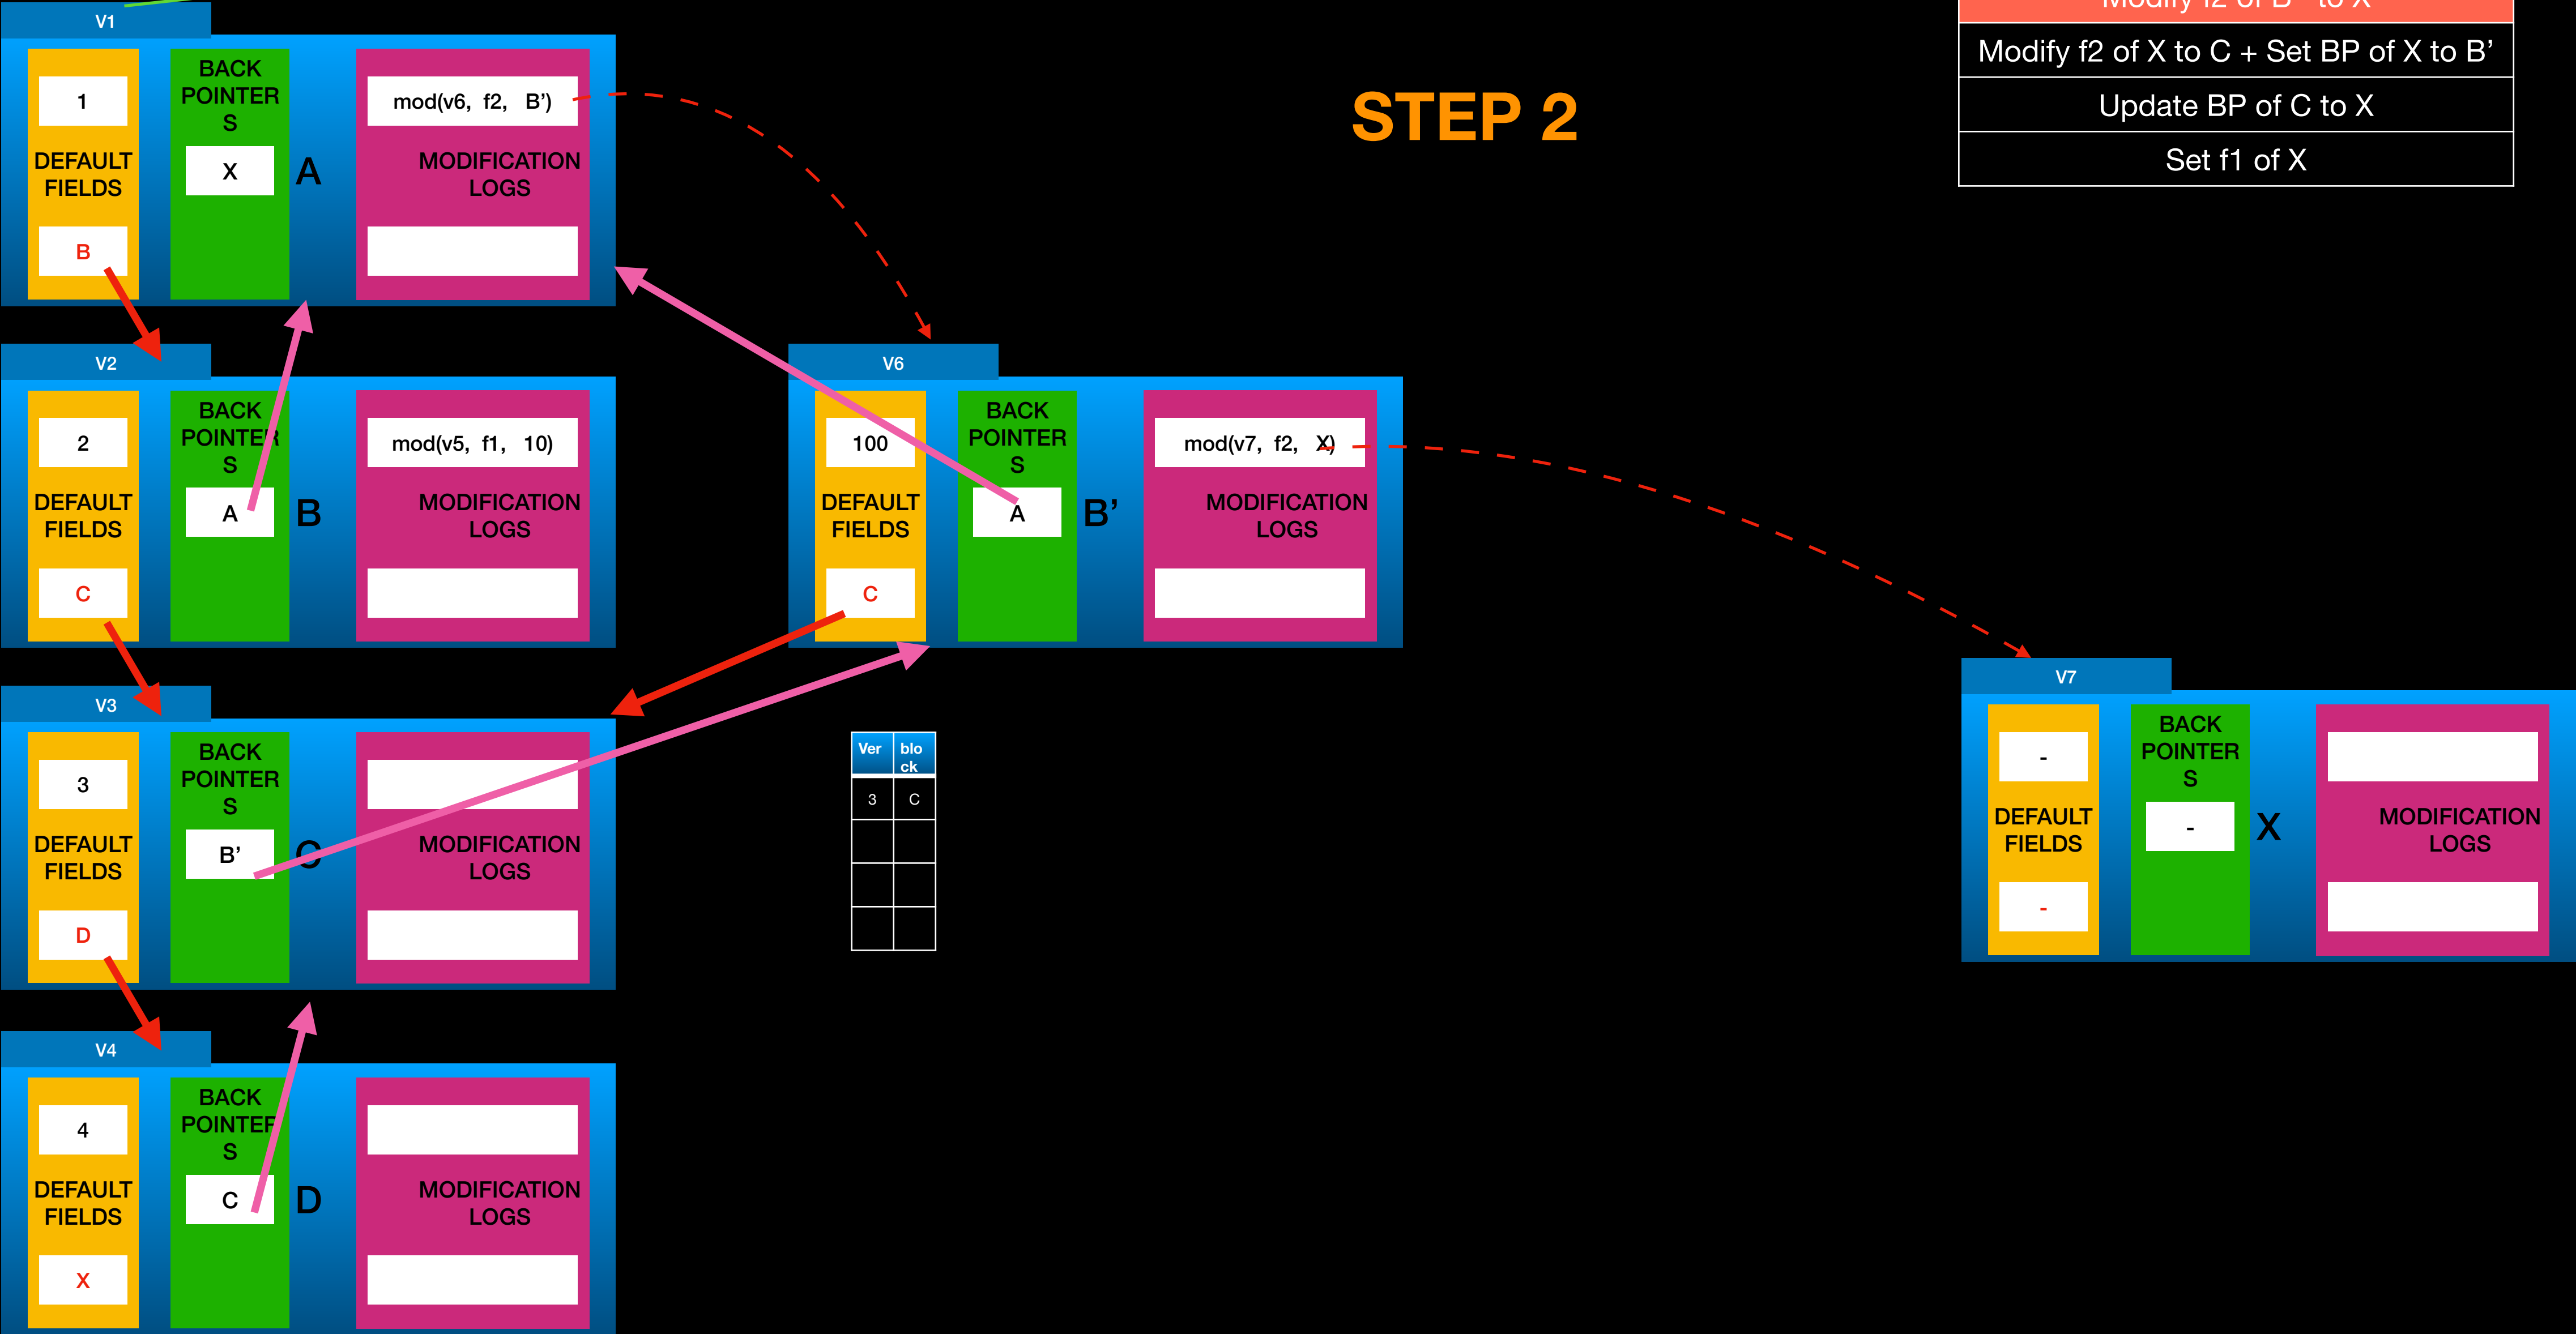 V1
1
DEFAULT
FIELDS
B
BACK
POINTER
S
X
A
mod(v6, f2, B’)
MODIFICATION
LOGS
STEP 2
Modify f2 of B’ to X
Modify f2 of X to C + Set BP of X to B’
Update BP of C to X
Set f1 of X
V2
2
DEFAULT
FIELDS
C
BACK
POINTER
S
A
B
mod(v5, f1, 10)
MODIFICATION
LOGS
V6
100
DEFAULT
FIELDS
C
BACK
POINTER
S
A
B’
mod(v7, f2, X)
MODIFICATION
LOGS
V3
3
DEFAULT
FIELDS
D
BACK
POINTER
S
B’
C
MODIFICATION
LOGS
Ver
blo
ck
3
C
V7
-
DEFAULT
FIELDS
-
BACK
POINTER
S
-
X
MODIFICATION
LOGS
V4
4
DEFAULT
FIELDS
X
BACK
POINTER
S
C
D
MODIFICATION
LOGS